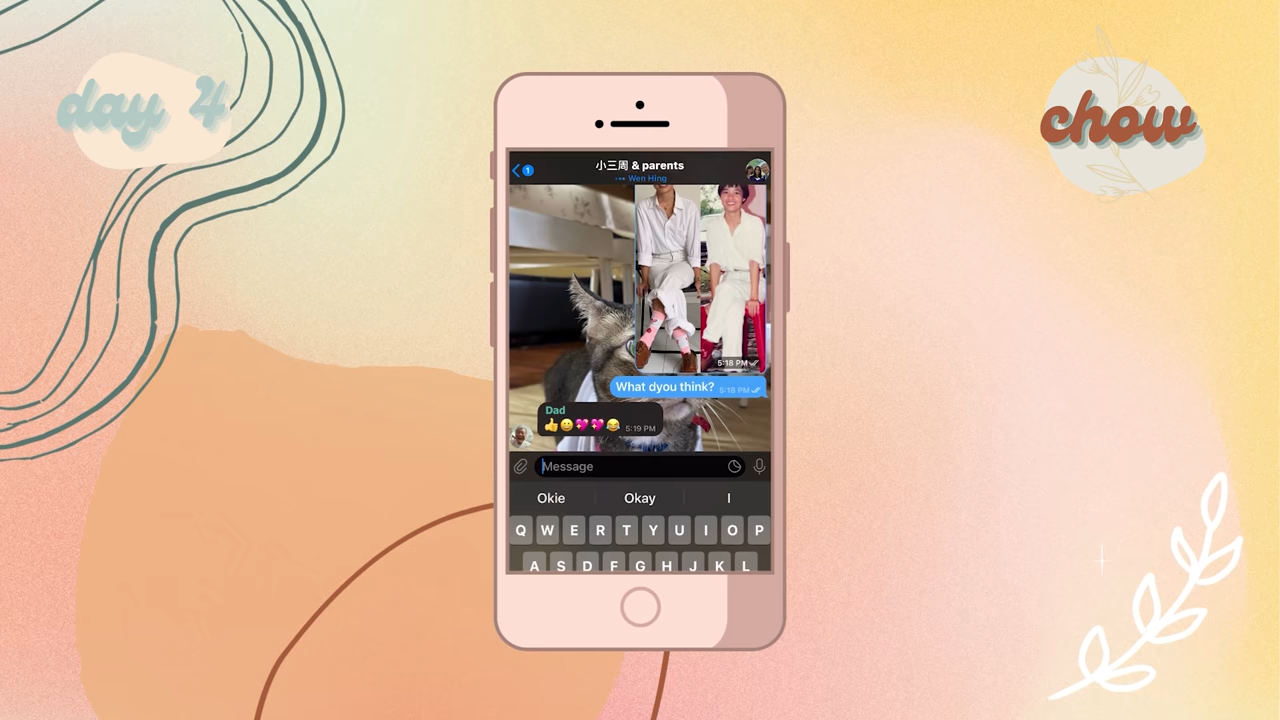 day 4
chow
1
小三周 & parents
Wen Hing
5:18 PM
What dyou think? 5:18 PM
Dad
👍😀💖💖😂 5:19 PM
Message
Okie Okay I
Q W E R T Y U I O P
A S D F G H J K L